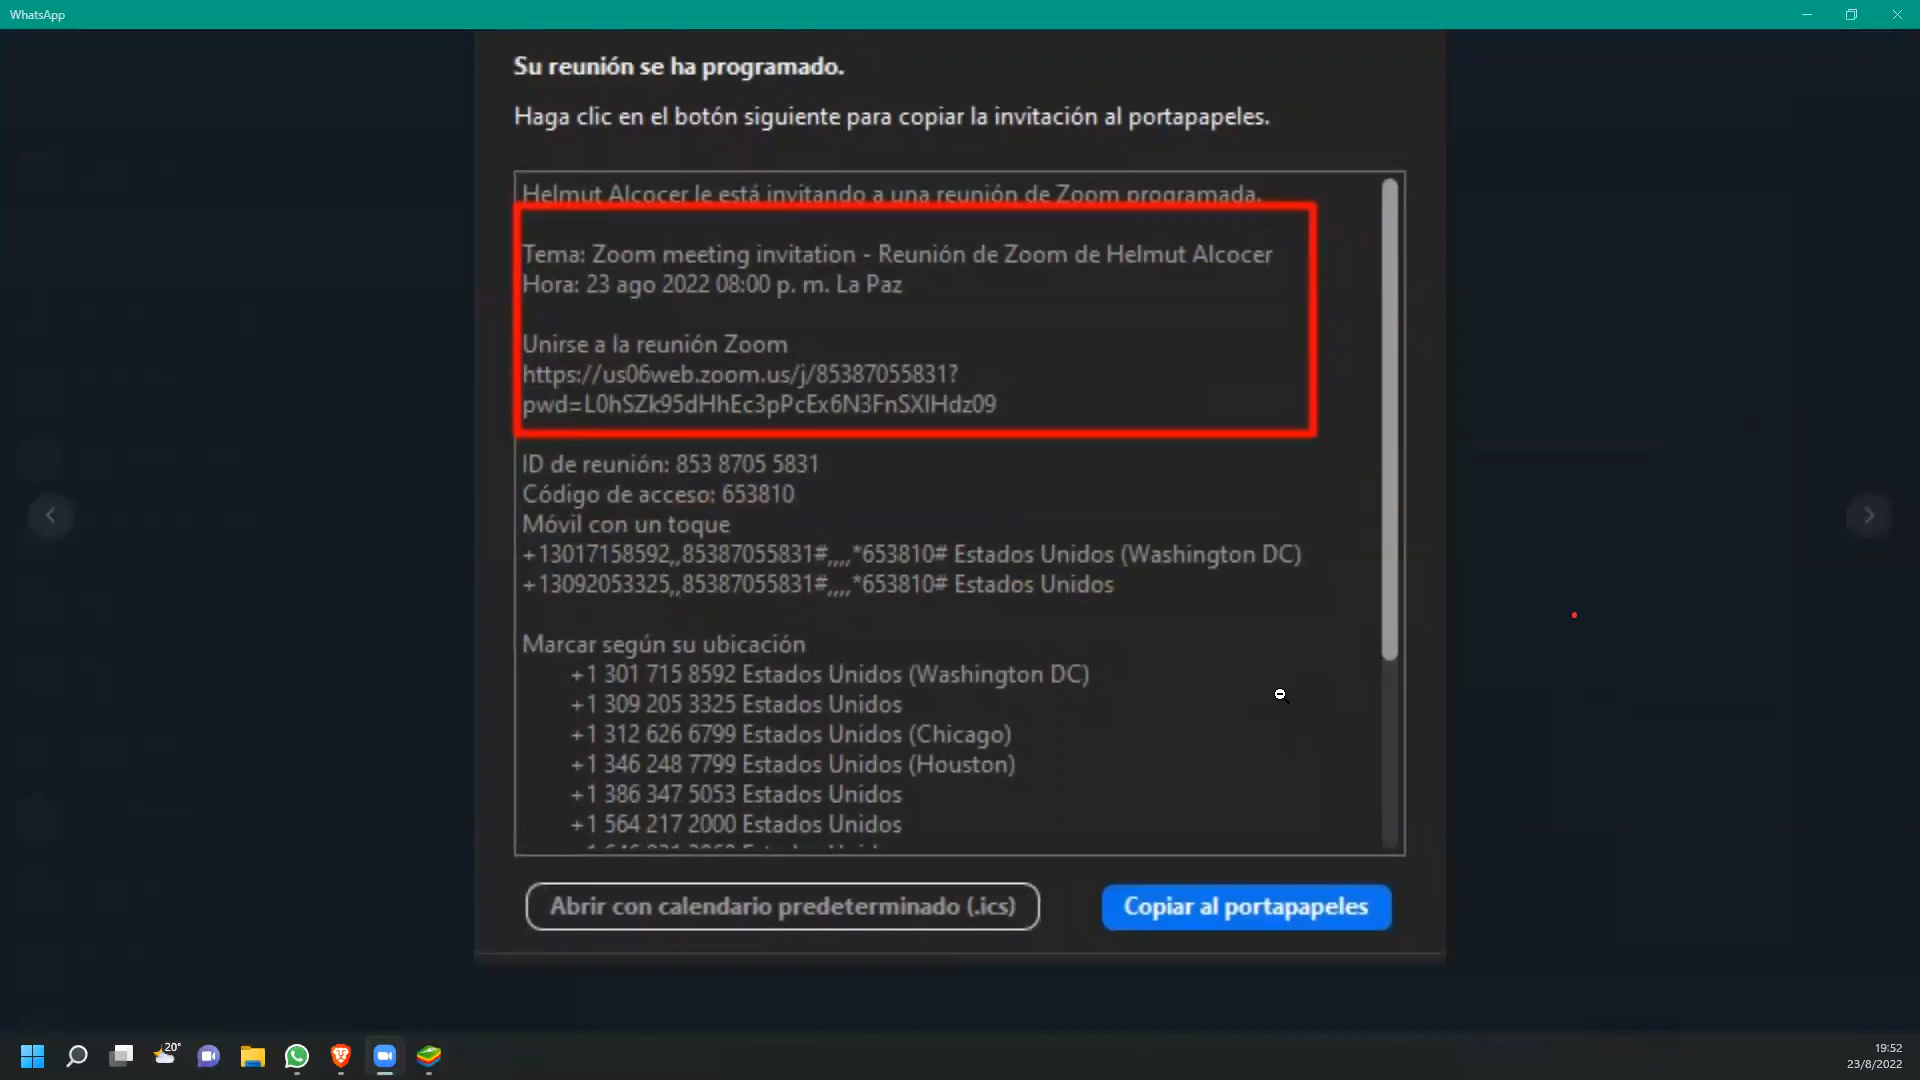 WhatsApp
Su reunión se ha programado.
Haga clic en el botón siguiente para copiar la invitación al portapapeles.
Helmut Alcocer le está invitando a una reunión de Zoom programada.
Tema: Zoom meeting invitation - Reunión de Zoom de Helmut Alcocer
Hora: 23 ago 2022 08:00 p. m. La Paz
Unirse a la reunión Zoom
https://us06web.zoom.us/j/85387055831?
pwd=L0hSZk95dHhEc3pPcEx6N3FnSXlHdz09
ID de reunión: 853 8705 5831
Código de acceso: 653810
Móvil con un toque
+13017158592,,85387055831#,,,,*653810# Estados Unidos (Washington DC)
+13092053325,,85387055831#,,,,*653810# Estados Unidos
Marcar según su ubicación
+1 301 715 8592 Estados Unidos (Washington DC)
+1 309 205 3325 Estados Unidos
+1 312 626 6799 Estados Unidos (Chicago)
+1 346 248 7799 Estados Unidos (Houston)
+1 386 347 5053 Estados Unidos
+1 564 217 2000 Estados Unidos
Abrir con calendario predeterminado (.ics)
Copiar al portapapeles
20°
19:52
23/8/2022